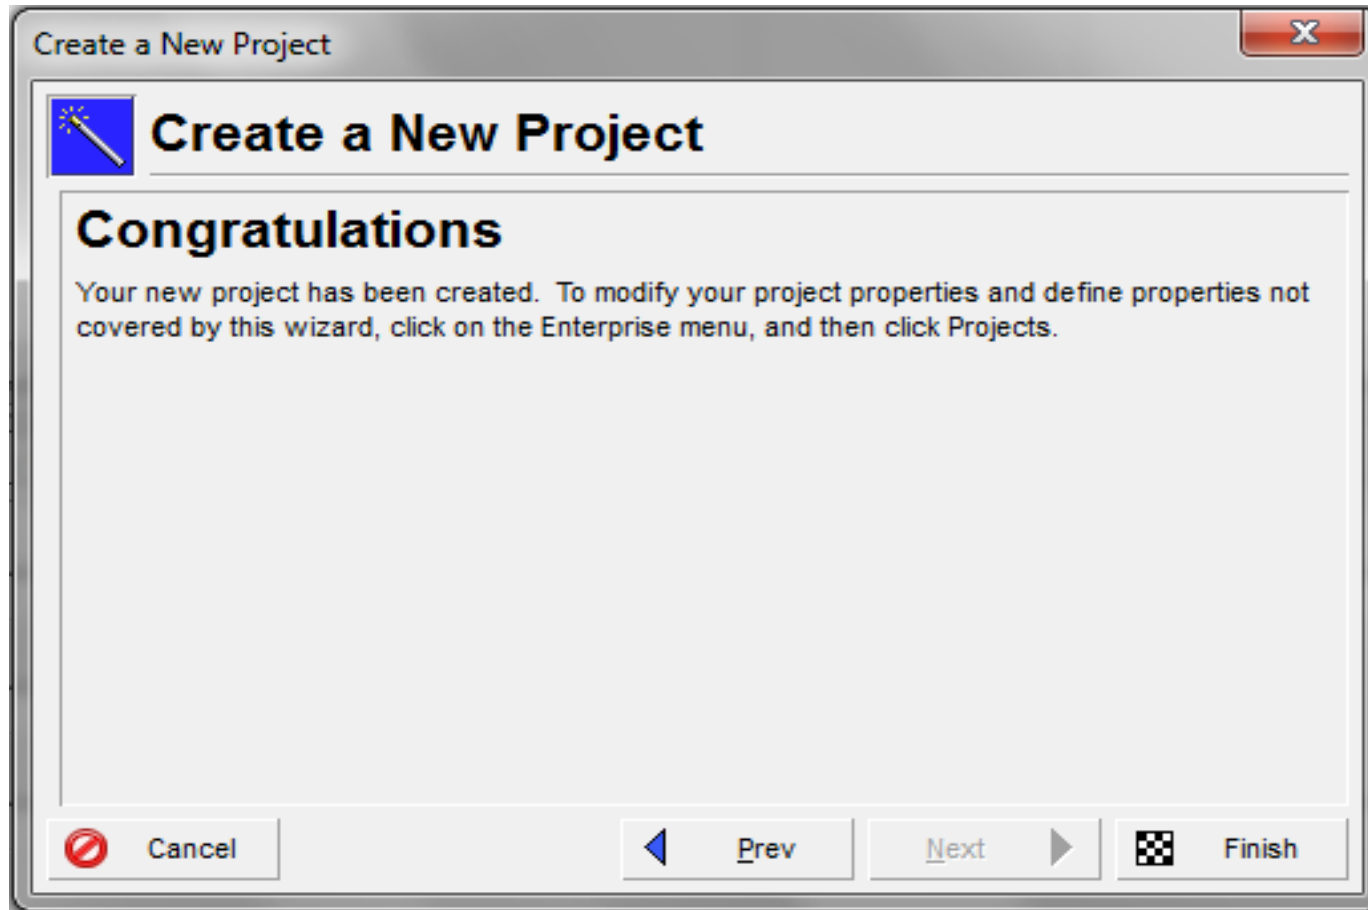 Create a New Project
Create a New Project
Congratulations
Your new project has been created.  To modify your project properties and define properties not
covered by this wizard, click on the Enterprise menu, and then click Projects.
Cancel
Prev
Next
Finish